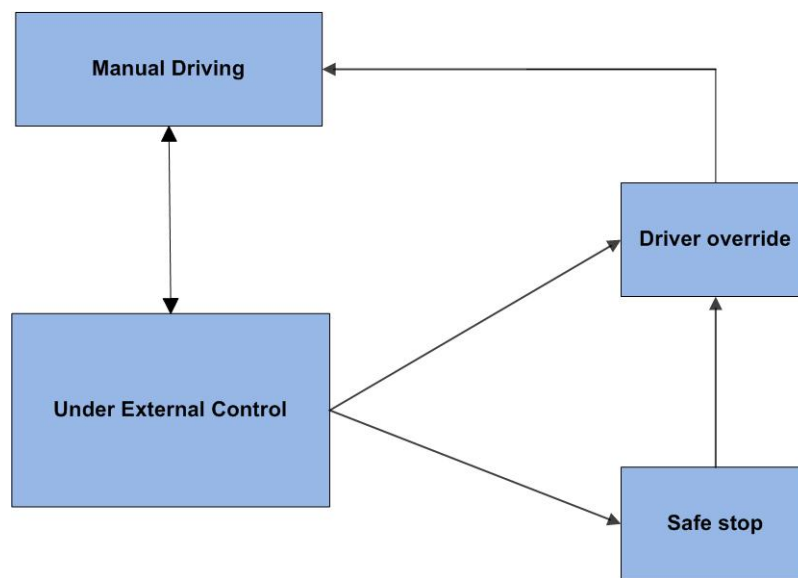 Manual Driving
Driver override
Under External Control
Safe stop